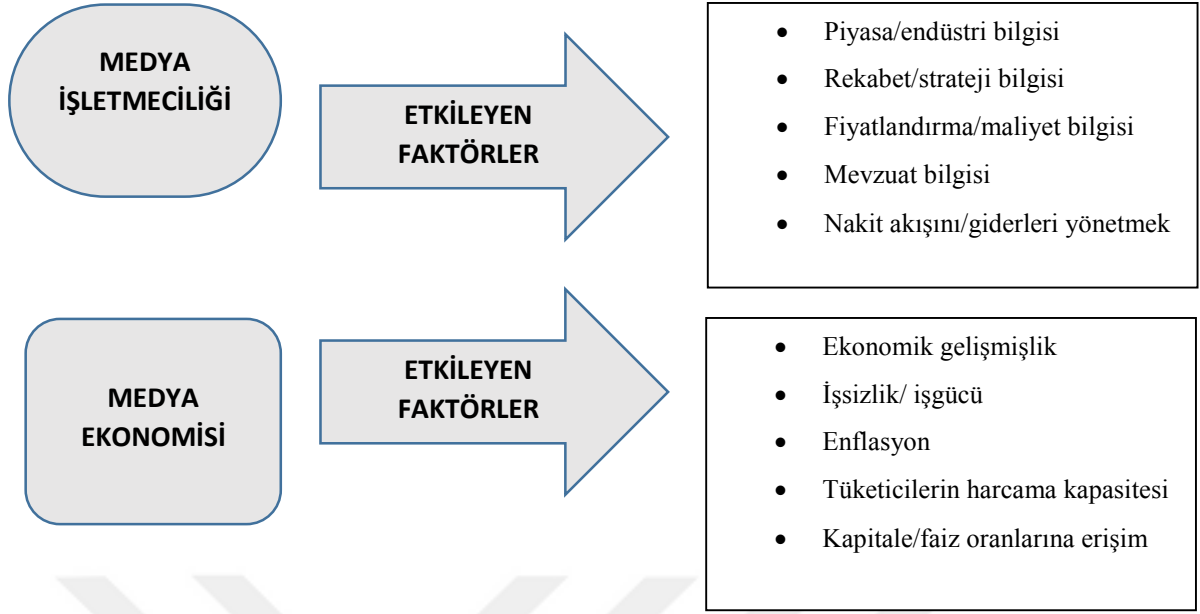 MEDYA
İŞLETMECİLİĞİ
ETKİLEYEN
FAKTÖRLER
• Piyasa/endüstri bilgisi
• Rekabet/strateji bilgisi
• Fiyatlandırma/maliyet bilgisi
• Mevzuat bilgisi
• Nakit akışını/giderleri yönetmek
MEDYA
EKONOMİSİ
ETKİLEYEN
FAKTÖRLER
• Ekonomik gelişmişlik
• İşsizlik/ işgücü
• Enflasyon
• Tüketicilerin harcama kapasitesi
• Kapitale/faiz oranlarına erişim